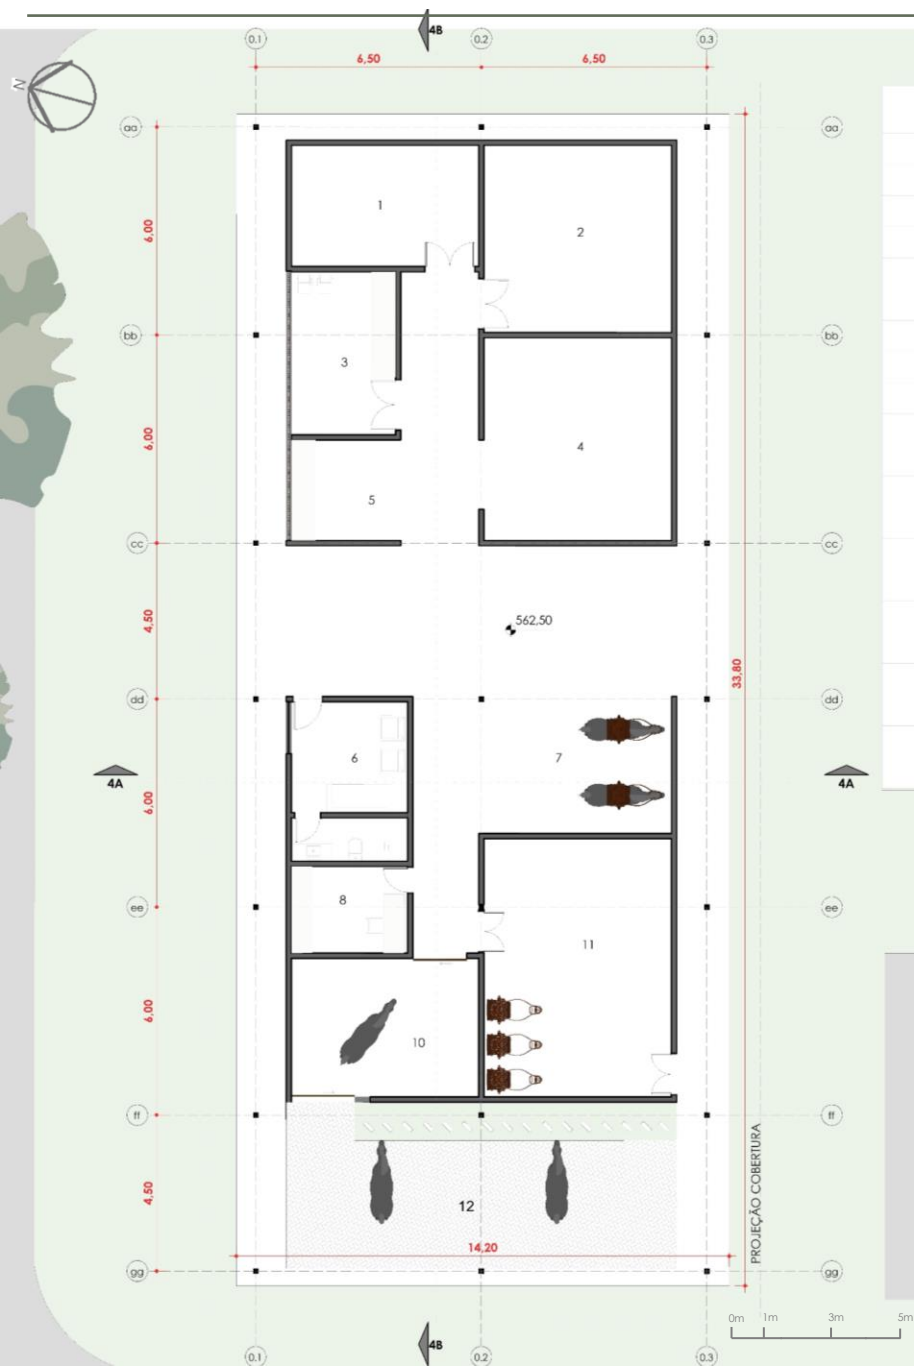 4B
0.1
0.2
0.3
6,50
6,50
N
aa
aa
6,00
1
2
bb
bb
3
6,00
4
5
cc
cc
4,50
562,50
33,80
dd
dd
6
7
4A
4A
6,00
8
ee
ee
11
6,00
10
ff
ff
PROJEÇÃO COBERTURA
4,50
12
14,20
gg
gg
0m
1m
3m
5m
4B
0.1
0.2
0.3